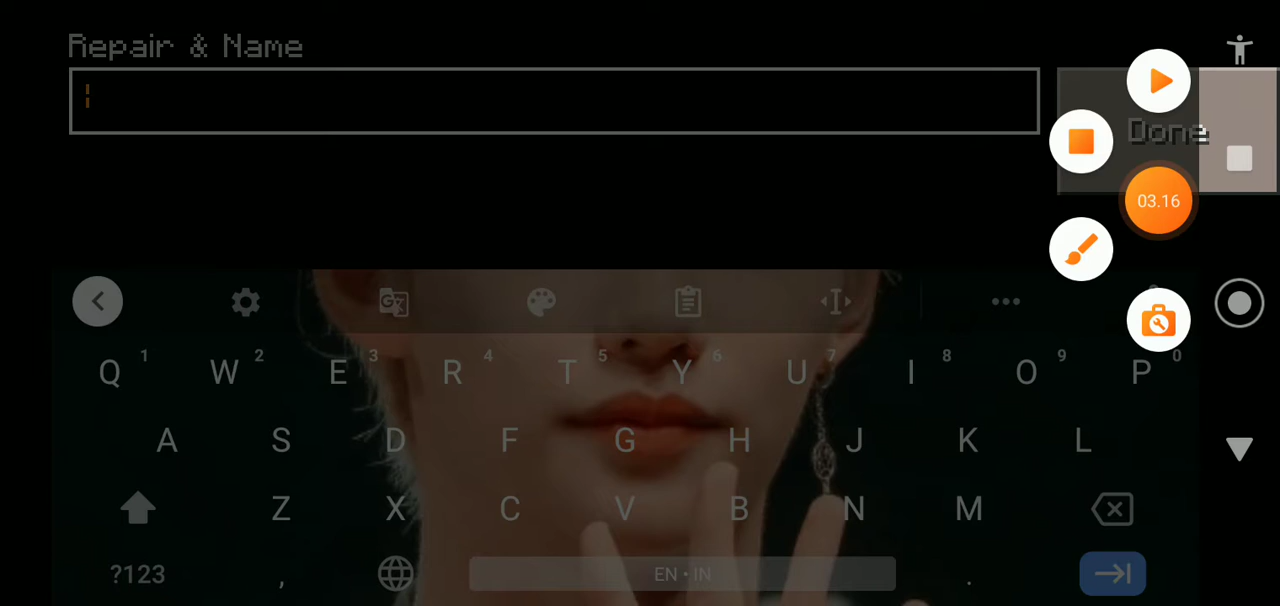 Repair & Name
Done
03.16
Q 1 W 2 E 3 R 4 T 5 Y 6 U 7 I 8 O 9 P 0
A S D F G H J K L
Z X C V B N M
?123 , EN • IN .